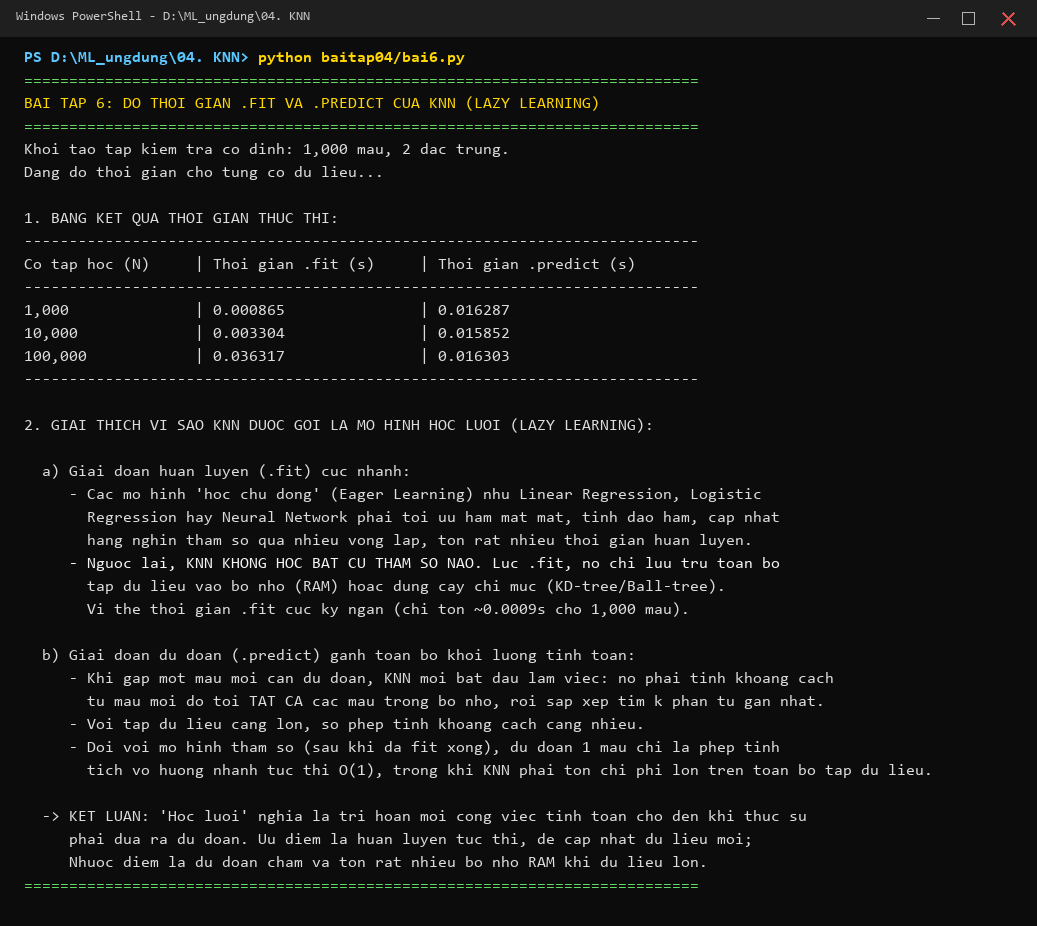 Windows PowerShell - D:\ML_ungdung\04. KNN
PS D:\ML_ungdung\04. KNN> python baitap04/bai6.py
===========================================================================
BAI TAP 6: DO THOI GIAN .FIT VA .PREDICT CUA KNN (LAZY LEARNING)
===========================================================================
Khoi tao tap kiem tra co dinh: 1,000 mau, 2 dac trung.
Dang do thoi gian cho tung co du lieu...
1. BANG KET QUA THOI GIAN THUC THI:
---------------------------------------------------------------------------
Co tap hoc (N)     | Thoi gian .fit (s)     | Thoi gian .predict (s)
---------------------------------------------------------------------------
1,000              | 0.000865               | 0.016287
10,000             | 0.003304               | 0.015852
100,000            | 0.036317               | 0.016303
---------------------------------------------------------------------------
2. GIAI THICH VI SAO KNN DUOC GOI LA MO HINH HOC LUOI (LAZY LEARNING):
a) Giai doan huan luyen (.fit) cuc nhanh:
- Cac mo hinh 'hoc chu dong' (Eager Learning) nhu Linear Regression, Logistic
Regression hay Neural Network phai toi uu ham mat mat, tinh dao ham, cap nhat
hang nghin tham so qua nhieu vong lap, ton rat nhieu thoi gian huan luyen.
- Nguoc lai, KNN KHONG HOC BAT CU THAM SO NAO. Luc .fit, no chi luu tru toan bo
tap du lieu vao bo nho (RAM) hoac dung cay chi muc (KD-tree/Ball-tree).
Vi the thoi gian .fit cuc ky ngan (chi ton ~0.0009s cho 1,000 mau).
b) Giai doan du doan (.predict) ganh toan bo khoi luong tinh toan:
- Khi gap mot mau moi can du doan, KNN moi bat dau lam viec: no phai tinh khoang cach
tu mau moi do toi TAT CA cac mau trong bo nho, roi sap xep tim k phan tu gan nhat.
- Voi tap du lieu cang lon, so phep tinh khoang cach cang nhieu.
- Doi voi mo hinh tham so (sau khi da fit xong), du doan 1 mau chi la phep tinh
tich vo huong nhanh tuc thi O(1), trong khi KNN phai ton chi phi lon tren toan bo tap du lieu.
-> KET LUAN: 'Hoc luoi' nghia la tri hoan moi cong viec tinh toan cho den khi thuc su
phai dua ra du doan. Uu diem la huan luyen tuc thi, de cap nhat du lieu moi;
Nhuoc diem la du doan cham va ton rat nhieu bo nho RAM khi du lieu lon.
===========================================================================